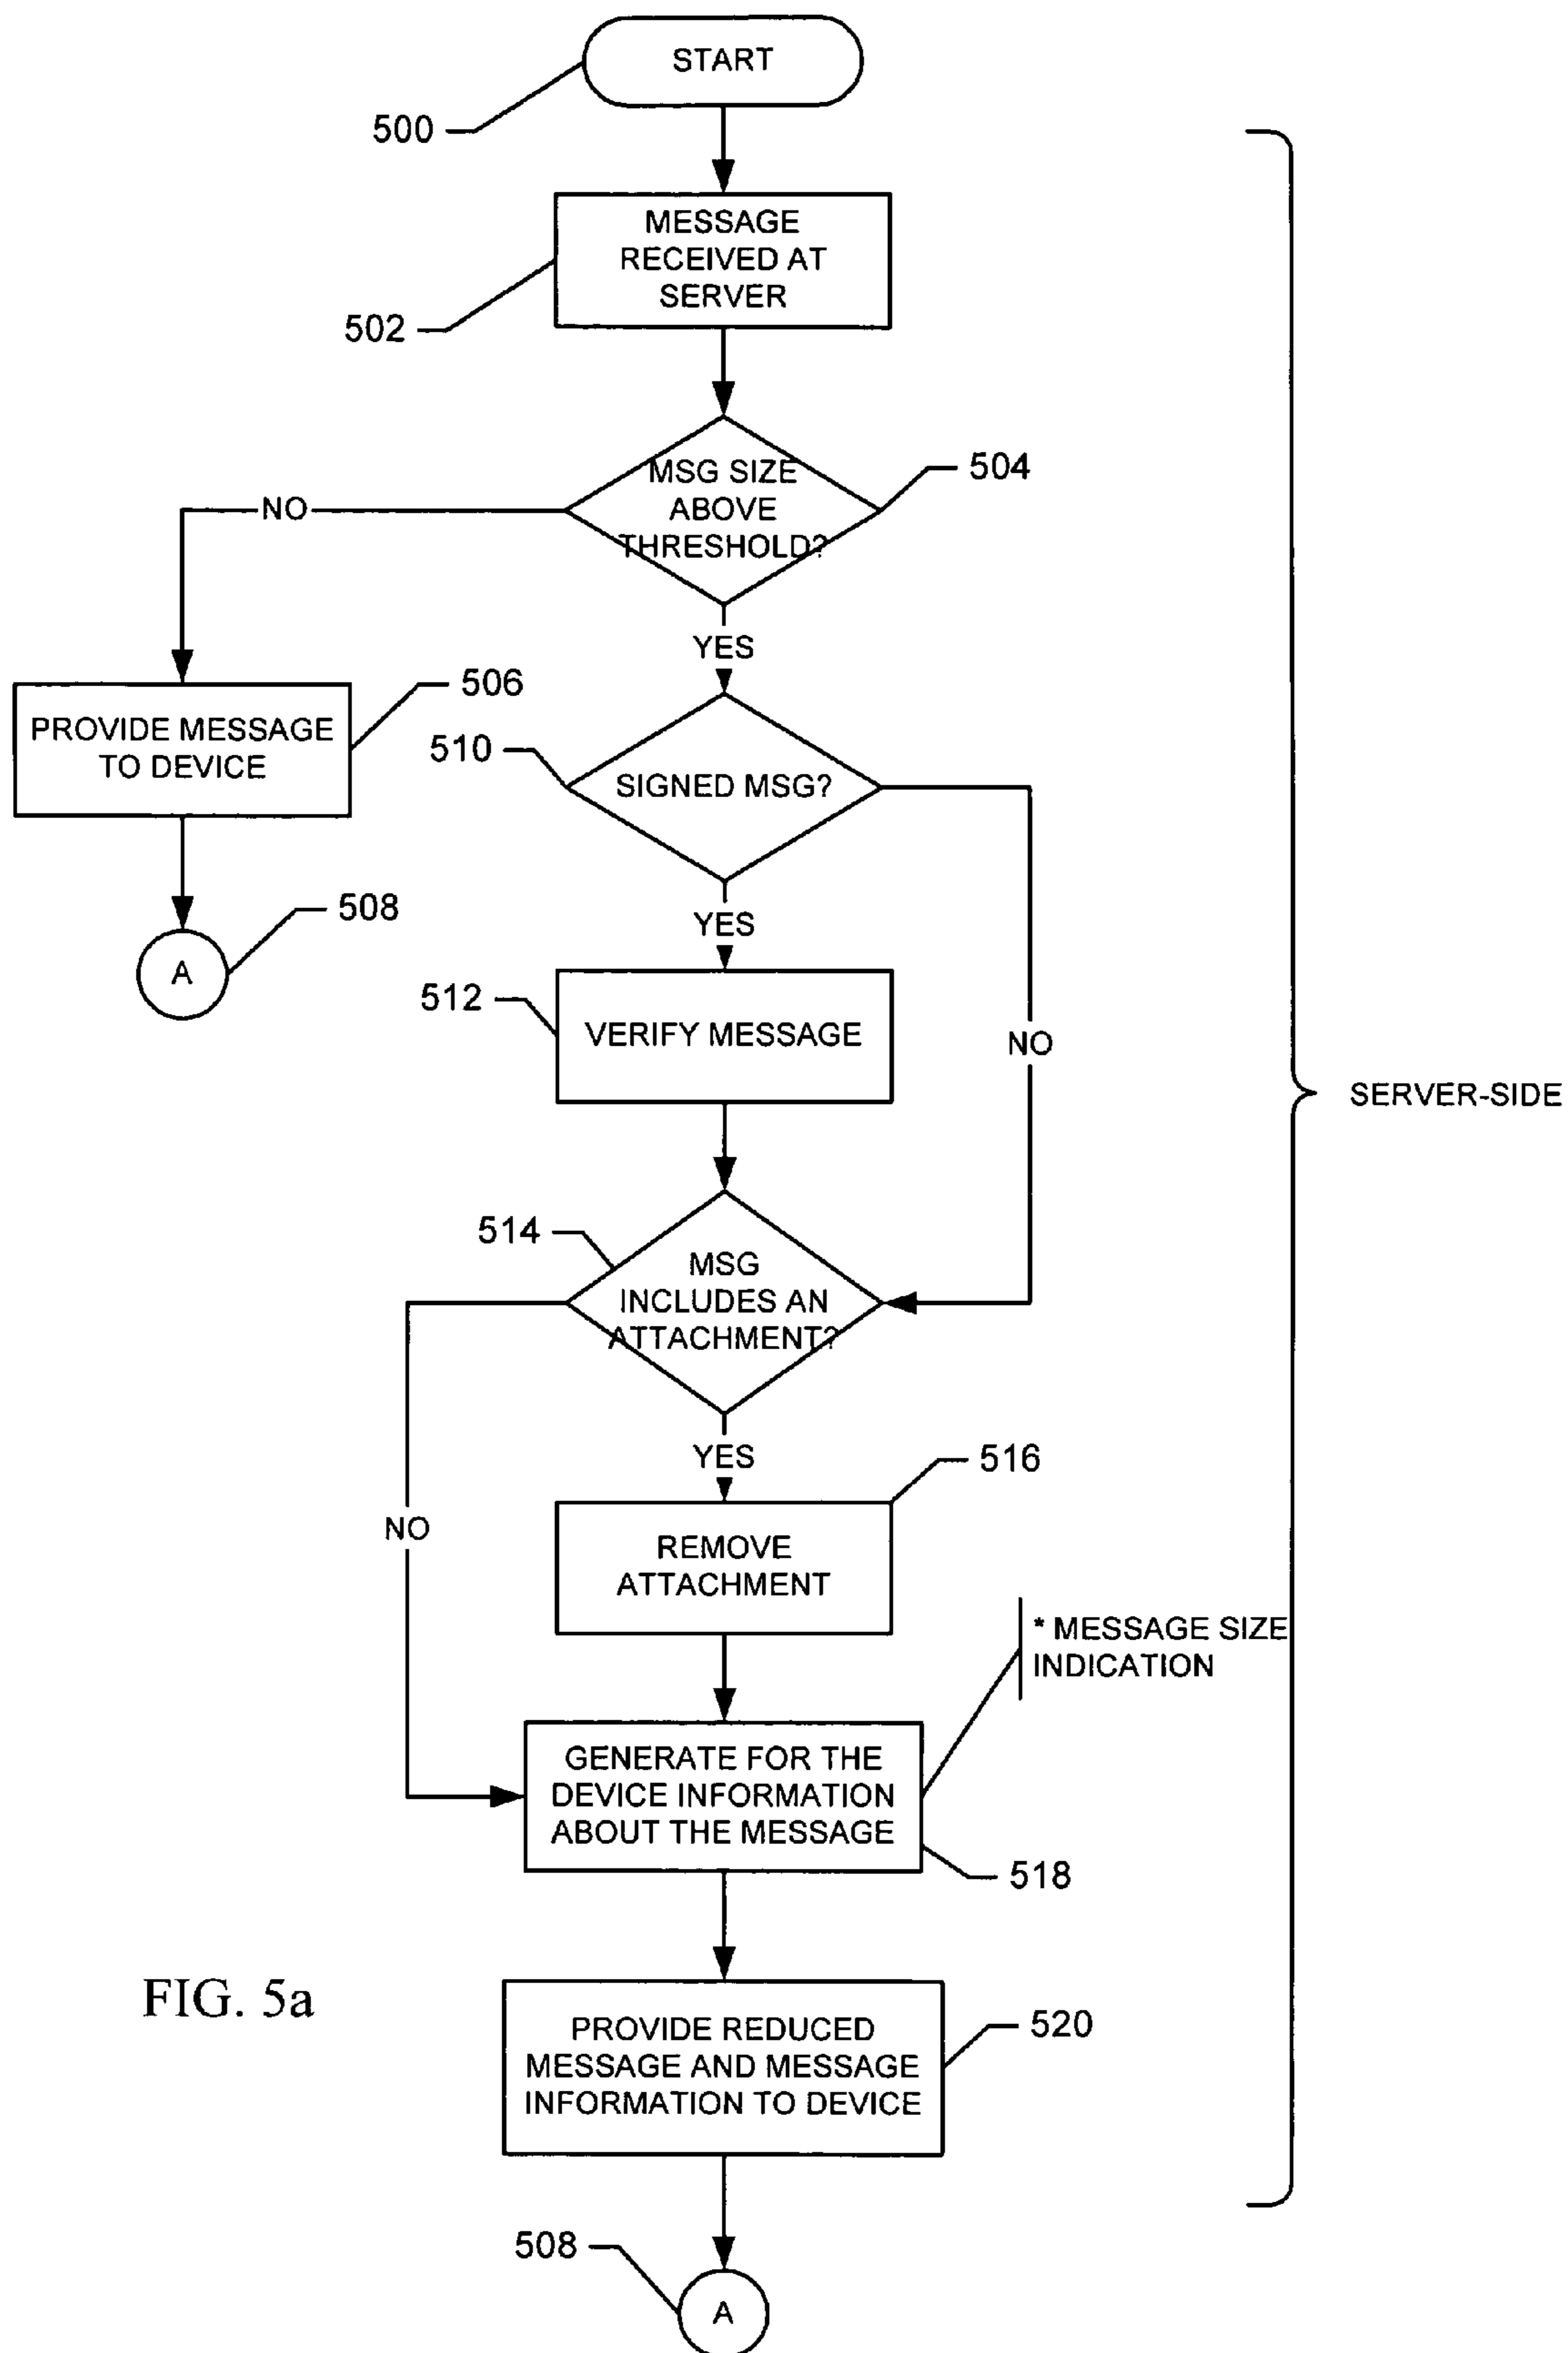 START
500
MESSAGE
RECEIVED AT
SERVER
502
MSG SIZE
ABOVE
THRESHOLD?
504
NO
YES
PROVIDE MESSAGE
TO DEVICE
506
510
SIGNED MSG?
508
A
YES
512
VERIFY MESSAGE
NO
SERVER-SIDE
514
MSG
INCLUDES AN
ATTACHMENT?
YES
516
NO
REMOVE
ATTACHMENT
* MESSAGE SIZE
INDICATION
GENERATE FOR THE
DEVICE INFORMATION
ABOUT THE MESSAGE
518
FIG. 5a
PROVIDE REDUCED
MESSAGE AND MESSAGE
INFORMATION TO DEVICE
520
508
A